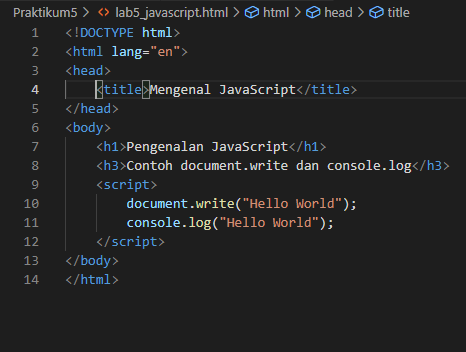 Praktikum5 > lab5_javascript.html > html > head > title
1 <!DOCTYPE html>
2 <html lang="en">
3 <head>
4 <title>Mengenal JavaScript</title>
5 </head>
6 <body>
7 <h1>Pengenalan JavaScript</h1>
8 <h3>Contoh document.write dan console.log</h3>
9 <script>
10 document.write("Hello World");
11 console.log("Hello World");
12 </script>
13 </body>
14 </html>